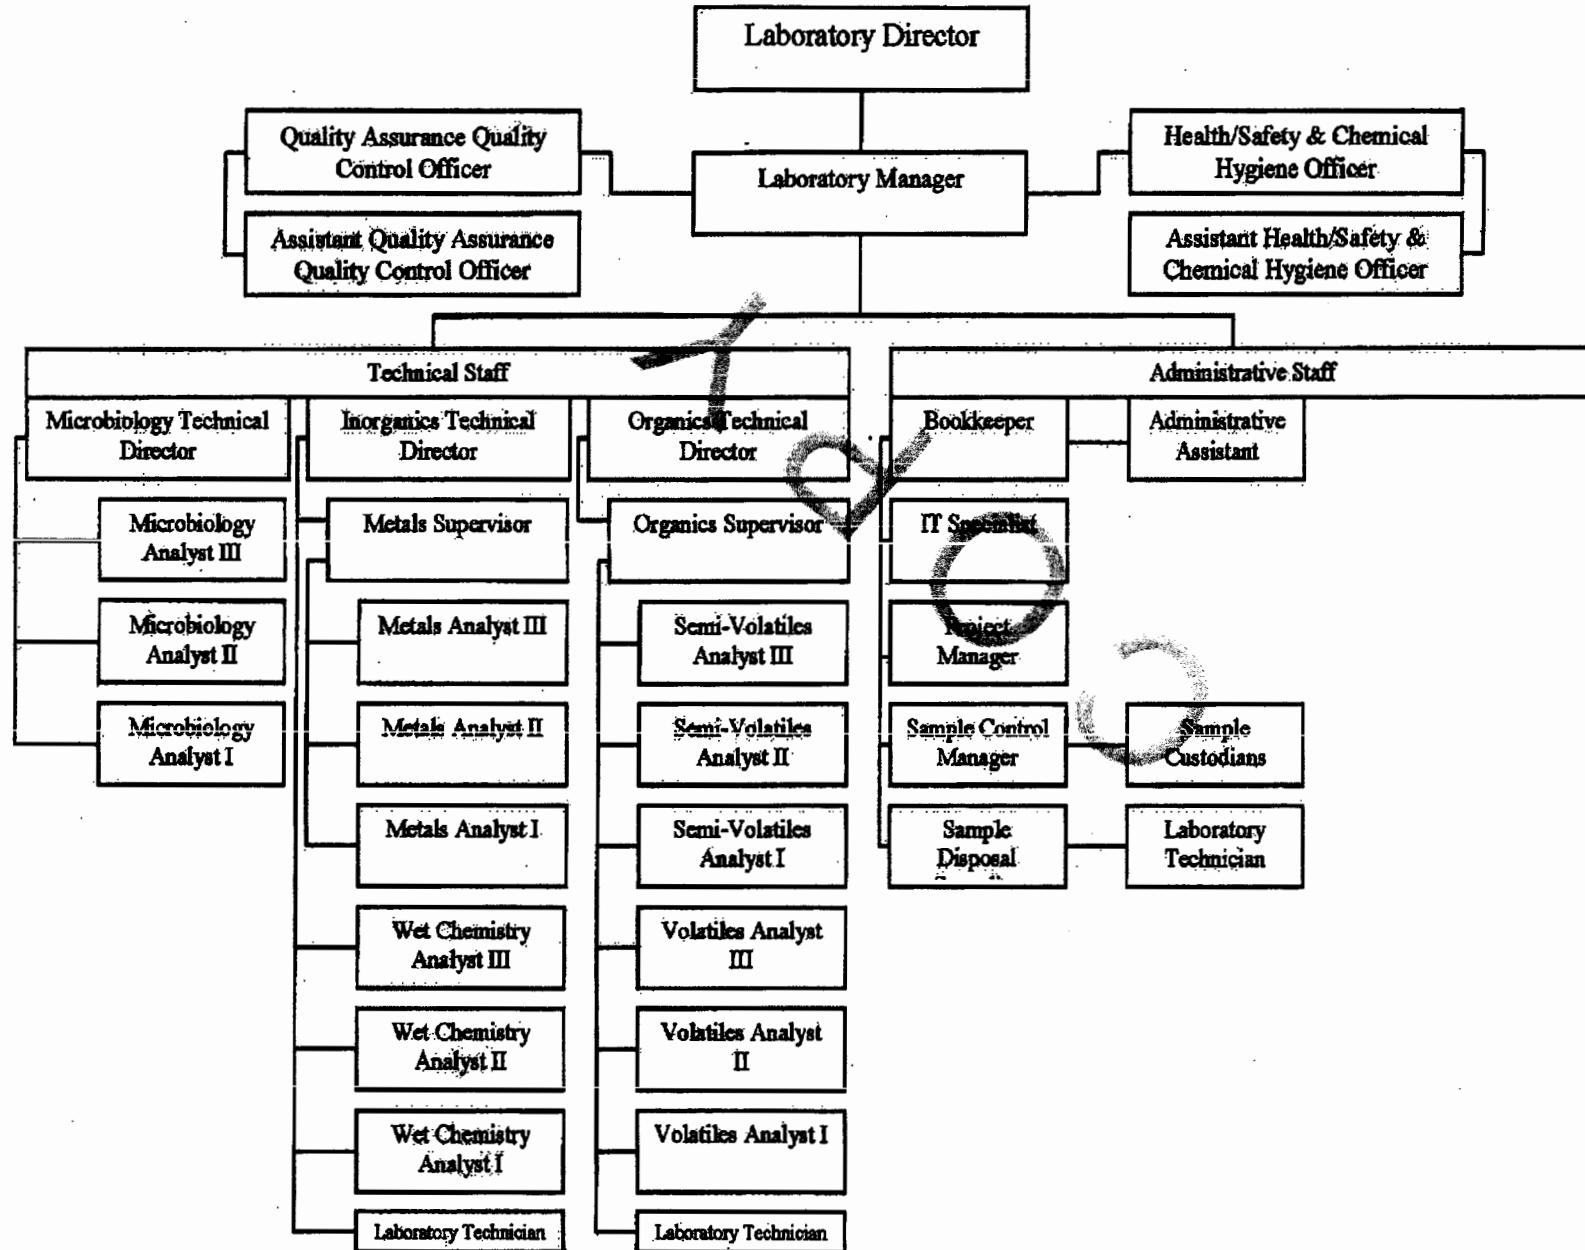 Laboratory Director
Quality Assurance Quality
Control Officer
Laboratory Manager
Health/Safety & Chemical
Hygiene Officer
Assistant Quality Assurance
Quality Control Officer
Assistant Health/Safety &
Chemical Hygiene Officer
Technical Staff
Administrative Staff
Microbiology Technical
Director
Inorganics Technical
Director
Organics Technical
Director
Bookkeeper
Administrative
Assistant
Microbiology
Analyst III
Metals Supervisor
Organics Supervisor
IT Specialist
Microbiology
Analyst II
Metals Analyst III
Semi-Volatiles
Analyst III
Project
Manager
Microbiology
Analyst I
Metals Analyst II
Semi-Volatiles
Analyst II
Sample Control
Manager
Sample
Custodians
Metals Analyst I
Semi-Volatiles
Analyst I
Sample
Disposal
Laboratory
Technician
Wet Chemistry
Analyst III
Volatiles Analyst
III
Wet Chemistry
Analyst II
Volatiles Analyst
II
Wet Chemistry
Analyst I
Volatiles Analyst I
Laboratory Technician
Laboratory Technician